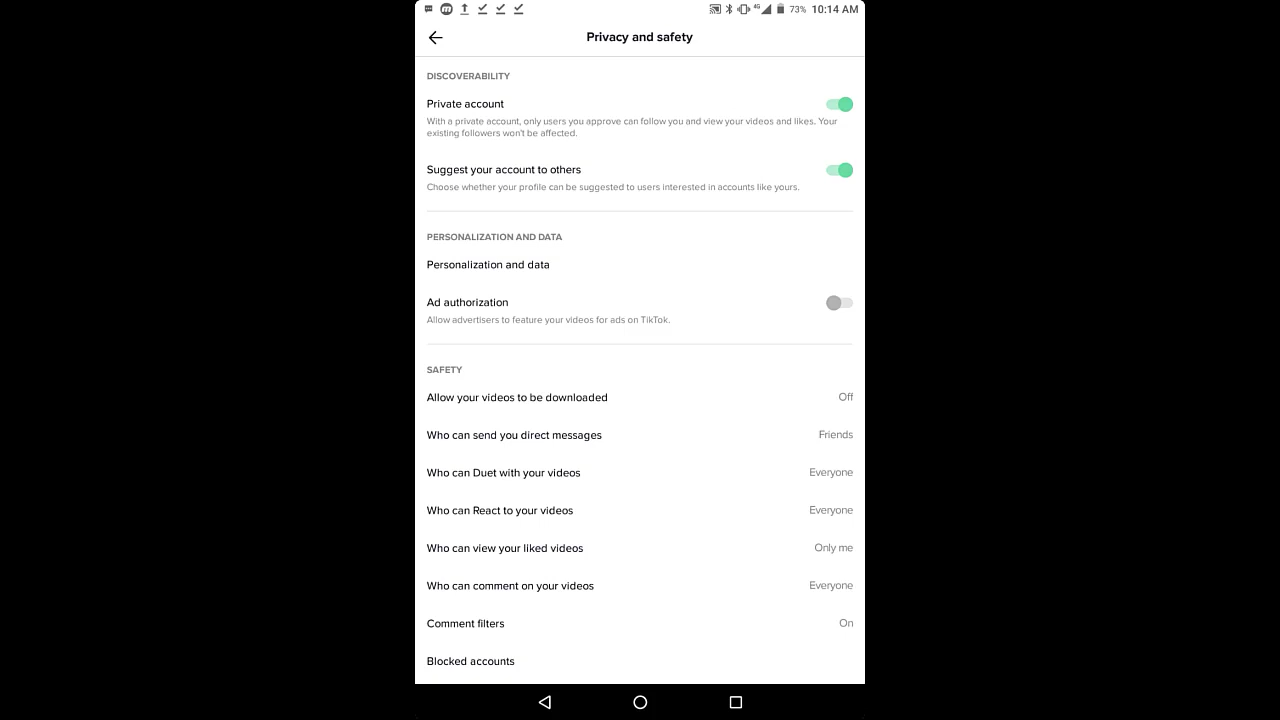 4G 73% 10:14 AM
Privacy and safety
DISCOVERABILITY
Private account
With a private account, only users you approve can follow you and view your videos and likes. Your
existing followers won't be affected.
Suggest your account to others
Choose whether your profile can be suggested to users interested in accounts like yours.
PERSONALIZATION AND DATA
Personalization and data
Ad authorization
Allow advertisers to feature your videos for ads on TikTok.
SAFETY
Allow your videos to be downloaded Off
Who can send you direct messages Friends
Who can Duet with your videos Everyone
Who can React to your videos Everyone
Who can view your liked videos Only me
Who can comment on your videos Everyone
Comment filters On
Blocked accounts